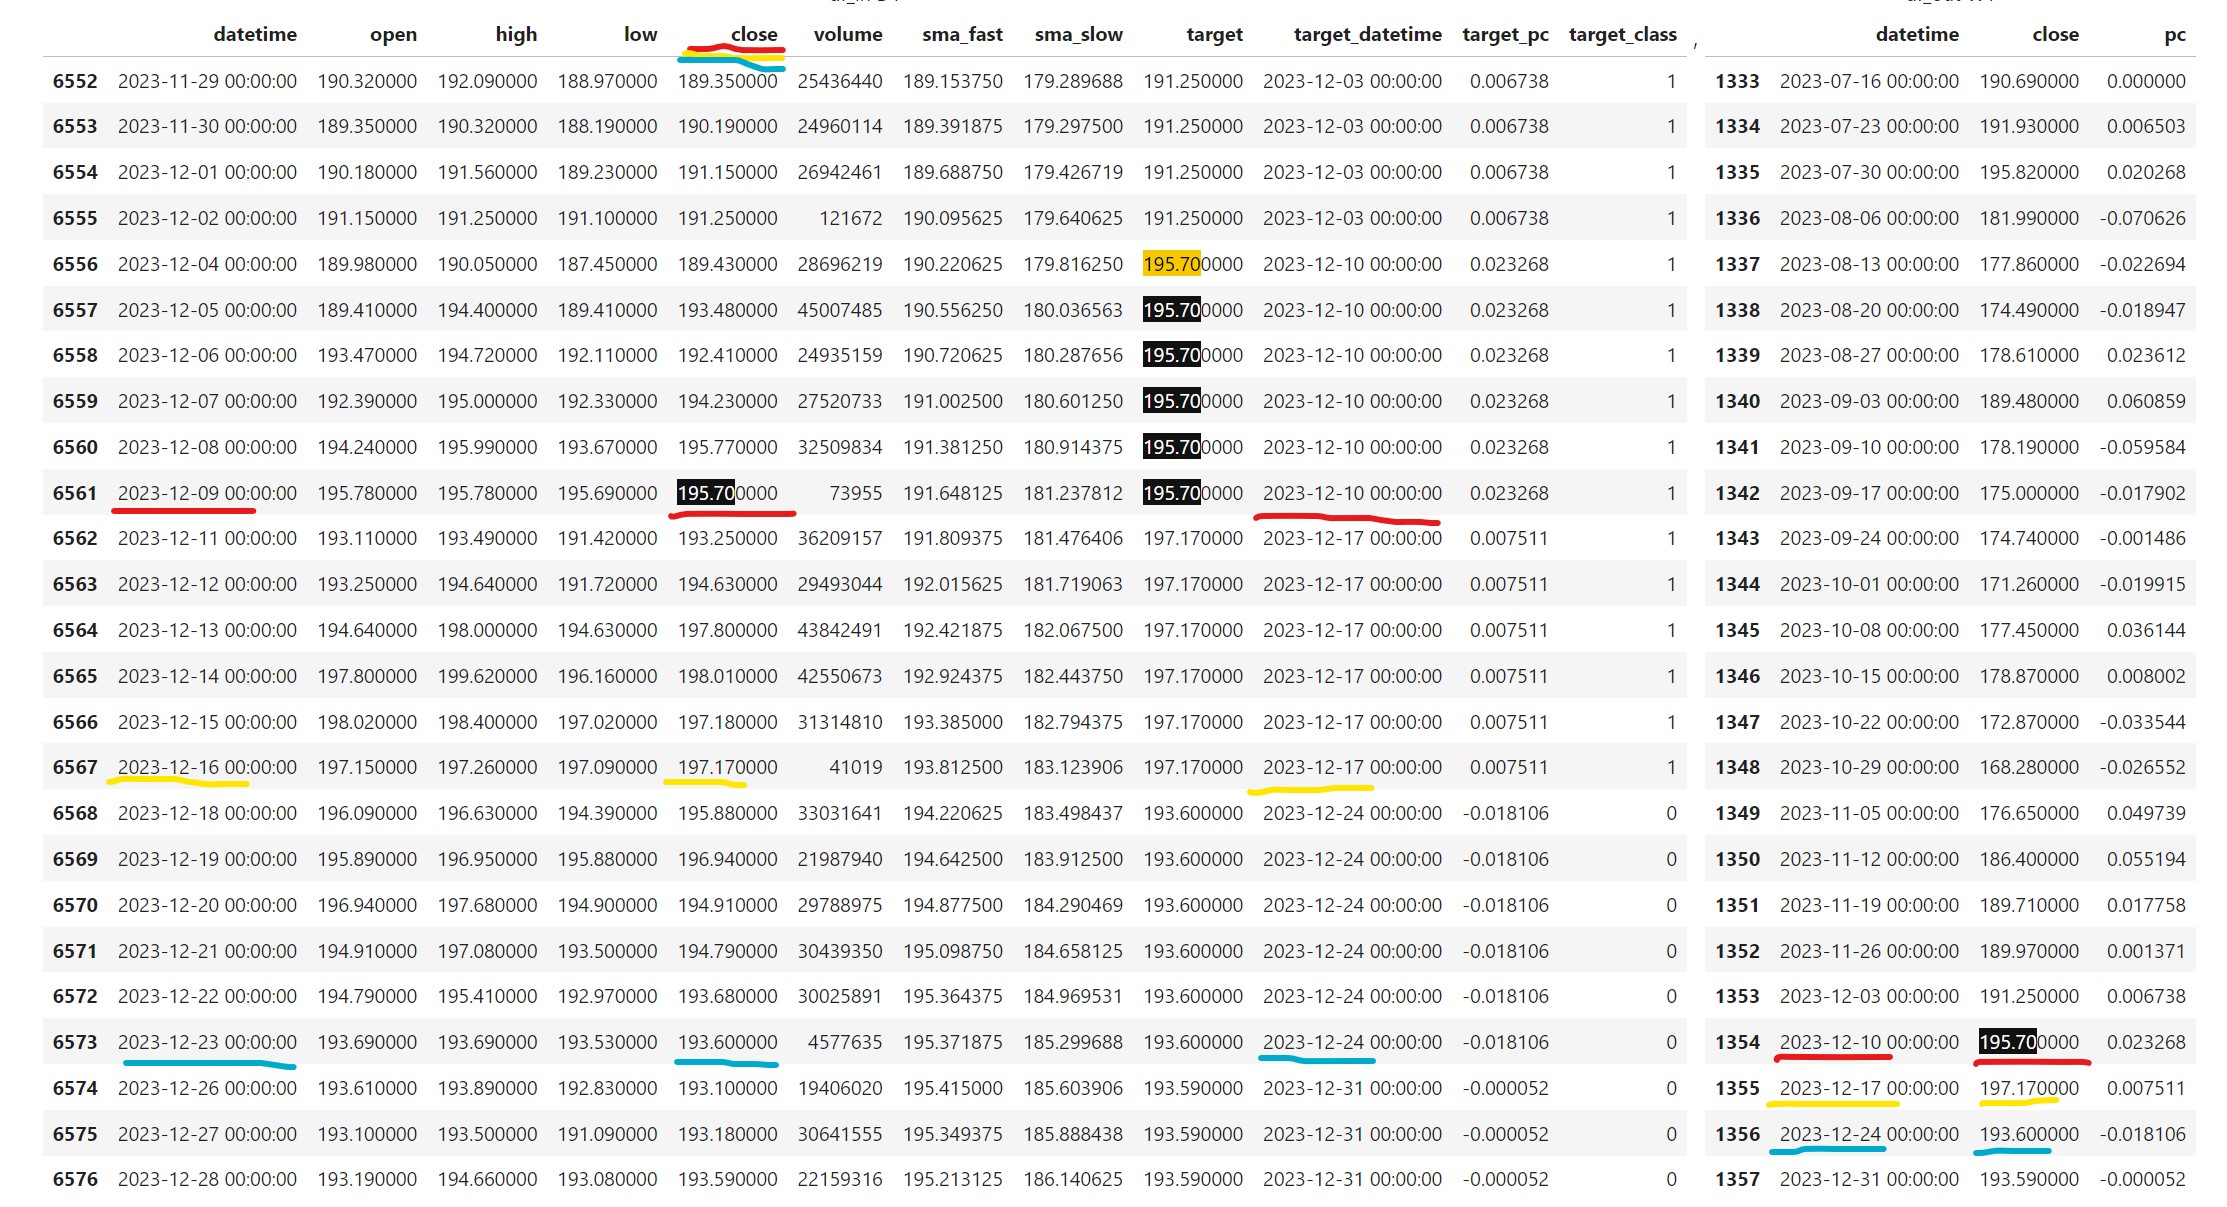 datetime open high low close volume sma_fast sma_slow target target_datetime target_pc target_class , datetime close pc
6552 2023-11-29 00:00:00 190.320000 192.090000 188.970000 189.350000 25436440 189.153750 179.289688 191.250000 2023-12-03 00:00:00 0.006738 1 1333 2023-07-16 00:00:00 190.690000 0.000000
6553 2023-11-30 00:00:00 189.350000 190.320000 188.190000 190.190000 24960114 189.391875 179.297500 191.250000 2023-12-03 00:00:00 0.006738 1 1334 2023-07-23 00:00:00 191.930000 0.006503
6554 2023-12-01 00:00:00 190.180000 191.560000 189.230000 191.150000 26942461 189.688750 179.426719 191.250000 2023-12-03 00:00:00 0.006738 1 1335 2023-07-30 00:00:00 195.820000 0.020268
6555 2023-12-02 00:00:00 191.150000 191.250000 191.100000 191.250000 121672 190.095625 179.640625 191.250000 2023-12-03 00:00:00 0.006738 1 1336 2023-08-06 00:00:00 181.990000 -0.070626
6556 2023-12-04 00:00:00 189.980000 190.050000 187.450000 189.430000 28696219 190.220625 179.816250 195.700000 2023-12-10 00:00:00 0.023268 1 1337 2023-08-13 00:00:00 177.860000 -0.022694
6557 2023-12-05 00:00:00 189.410000 194.400000 189.410000 193.480000 45007485 190.556250 180.036563 195.700000 2023-12-10 00:00:00 0.023268 1 1338 2023-08-20 00:00:00 174.490000 -0.018947
6558 2023-12-06 00:00:00 193.470000 194.720000 192.110000 192.410000 24935159 190.720625 180.287656 195.700000 2023-12-10 00:00:00 0.023268 1 1339 2023-08-27 00:00:00 178.610000 0.023612
6559 2023-12-07 00:00:00 192.390000 195.000000 192.330000 194.230000 27520733 191.002500 180.601250 195.700000 2023-12-10 00:00:00 0.023268 1 1340 2023-09-03 00:00:00 189.480000 0.060859
6560 2023-12-08 00:00:00 194.240000 195.990000 193.670000 195.770000 32509834 191.381250 180.914375 195.700000 2023-12-10 00:00:00 0.023268 1 1341 2023-09-10 00:00:00 178.190000 -0.059584
6561 2023-12-09 00:00:00 195.780000 195.780000 195.690000 195.700000 73955 191.648125 181.237812 195.700000 2023-12-10 00:00:00 0.023268 1 1342 2023-09-17 00:00:00 175.000000 -0.017902
6562 2023-12-11 00:00:00 193.110000 193.490000 191.420000 193.250000 36209157 191.809375 181.476406 197.170000 2023-12-17 00:00:00 0.007511 1 1343 2023-09-24 00:00:00 174.740000 -0.001486
6563 2023-12-12 00:00:00 193.250000 194.640000 191.720000 194.630000 29493044 192.015625 181.719063 197.170000 2023-12-17 00:00:00 0.007511 1 1344 2023-10-01 00:00:00 171.260000 -0.019915
6564 2023-12-13 00:00:00 194.640000 198.000000 194.630000 197.800000 43842491 192.421875 182.067500 197.170000 2023-12-17 00:00:00 0.007511 1 1345 2023-10-08 00:00:00 177.450000 0.036144
6565 2023-12-14 00:00:00 197.800000 199.620000 196.160000 198.010000 42550673 192.924375 182.443750 197.170000 2023-12-17 00:00:00 0.007511 1 1346 2023-10-15 00:00:00 178.870000 0.008002
6566 2023-12-15 00:00:00 198.020000 198.400000 197.020000 197.180000 31314810 193.385000 182.794375 197.170000 2023-12-17 00:00:00 0.007511 1 1347 2023-10-22 00:00:00 172.870000 -0.033544
6567 2023-12-16 00:00:00 197.150000 197.260000 197.090000 197.170000 41019 193.812500 183.123906 197.170000 2023-12-17 00:00:00 0.007511 1 1348 2023-10-29 00:00:00 168.280000 -0.026552
6568 2023-12-18 00:00:00 196.090000 196.630000 194.390000 195.880000 33031641 194.220625 183.498437 193.600000 2023-12-24 00:00:00 -0.018106 0 1349 2023-11-05 00:00:00 176.650000 0.049739
6569 2023-12-19 00:00:00 195.890000 196.950000 195.880000 196.940000 21987940 194.642500 183.912500 193.600000 2023-12-24 00:00:00 -0.018106 0 1350 2023-11-12 00:00:00 186.400000 0.055194
6570 2023-12-20 00:00:00 196.940000 197.680000 194.900000 194.910000 29788975 194.877500 184.290469 193.600000 2023-12-24 00:00:00 -0.018106 0 1351 2023-11-19 00:00:00 189.710000 0.017758
6571 2023-12-21 00:00:00 194.910000 197.080000 193.500000 194.790000 30439350 195.098750 184.658125 193.600000 2023-12-24 00:00:00 -0.018106 0 1352 2023-11-26 00:00:00 189.970000 0.001371
6572 2023-12-22 00:00:00 194.790000 195.410000 192.970000 193.680000 30025891 195.364375 184.969531 193.600000 2023-12-24 00:00:00 -0.018106 0 1353 2023-12-03 00:00:00 191.250000 0.006738
6573 2023-12-23 00:00:00 193.690000 193.690000 193.530000 193.600000 4577635 195.371875 185.299688 193.600000 2023-12-24 00:00:00 -0.018106 0 1354 2023-12-10 00:00:00 195.700000 0.023268
6574 2023-12-26 00:00:00 193.610000 193.890000 192.830000 193.100000 19406020 195.415000 185.603906 193.590000 2023-12-31 00:00:00 -0.000052 0 1355 2023-12-17 00:00:00 197.170000 0.007511
6575 2023-12-27 00:00:00 193.100000 193.500000 191.090000 193.180000 30641555 195.349375 185.888438 193.590000 2023-12-31 00:00:00 -0.000052 0 1356 2023-12-24 00:00:00 193.600000 -0.018106
6576 2023-12-28 00:00:00 193.190000 194.660000 193.080000 193.590000 22159316 195.213125 186.140625 193.590000 2023-12-31 00:00:00 -0.000052 0 1357 2023-12-31 00:00:00 193.590000 -0.000052